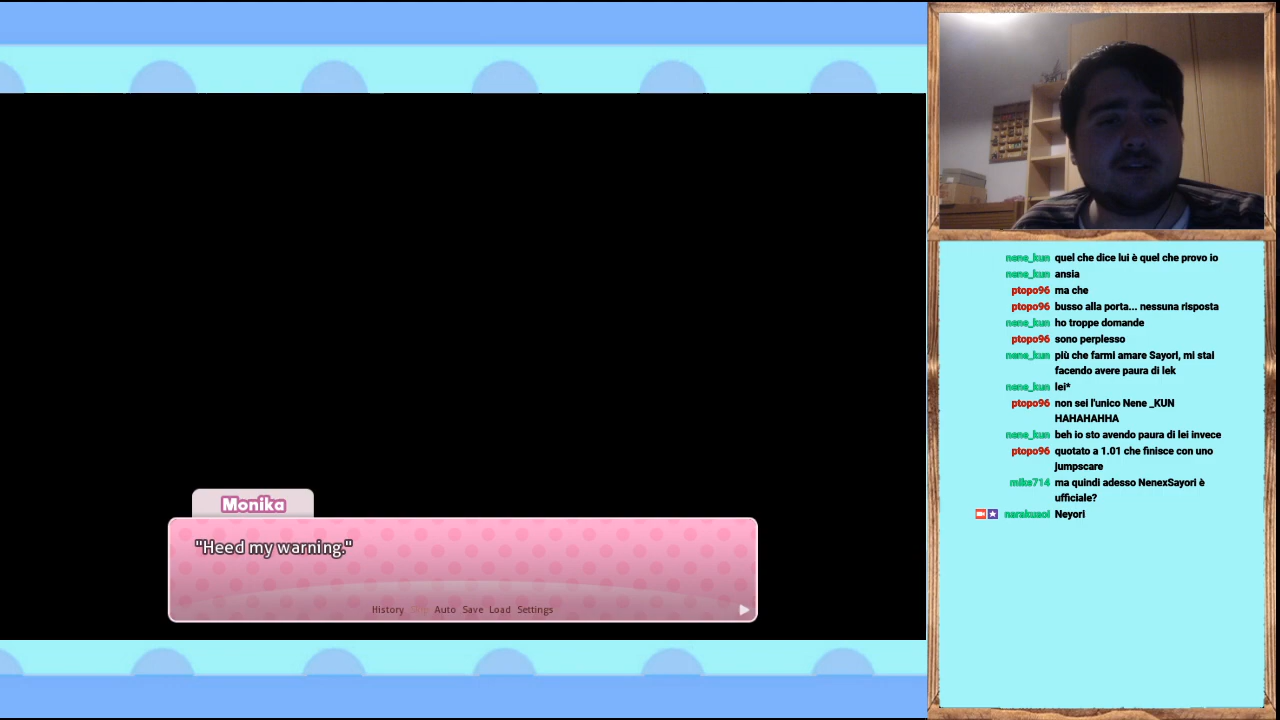 nene_kun quel che dice lui è quel che provo io
nene_kun ansia
ptopo96 ma che
ptopo96 busso alla porta... nessuna risposta
nene_kun ho troppe domande
ptopo96 sono perplesso
nene_kun più che farmi amare Sayori, mi stai
facendo avere paura di lek
nene_kun lei*
ptopo96 non sei l'unico Nene _KUN
HAHAHAHHA
nene_kun beh io sto avendo paura di lei invece
ptopo96 quotato a 1.01 che finisce con uno
jumpscare
mike714 ma quindi adesso NenexSayori è
ufficiale?
narakuaoi Neyori
Monika
"Heed my warning."
History Skip Auto Save Load Settings